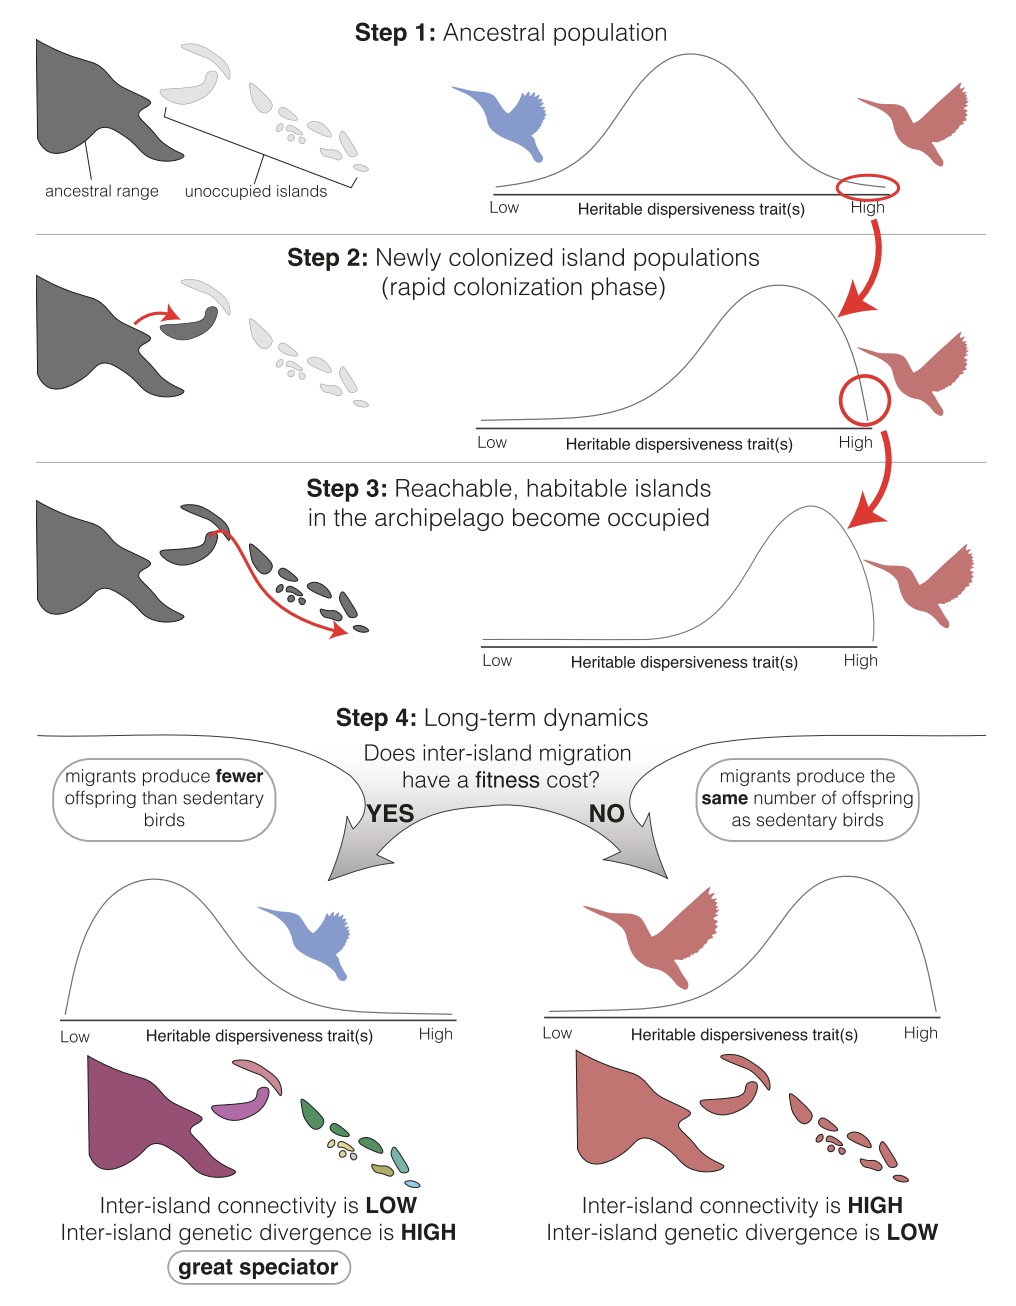 Step 1: Ancestral population
ancestral range
unoccupied islands
Low
Heritable dispersiveness trait(s)
High
Step 2: Newly colonized island populations
(rapid colonization phase)
Low
Heritable dispersiveness trait(s)
High
Step 3: Reachable, habitable islands
in the archipelago become occupied
Low
Heritable dispersiveness trait(s)
High
Step 4: Long-term dynamics
Does inter-island migration
have a fitness cost?
YES
NO
migrants produce fewer
offspring than sedentary
birds
migrants produce the
same number of offspring
as sedentary birds
Low
Heritable dispersiveness trait(s)
High
Low
Heritable dispersiveness trait(s)
High
Inter-island connectivity is LOW
Inter-island genetic divergence is HIGH
great speciator
Inter-island connectivity is HIGH
Inter-island genetic divergence is LOW